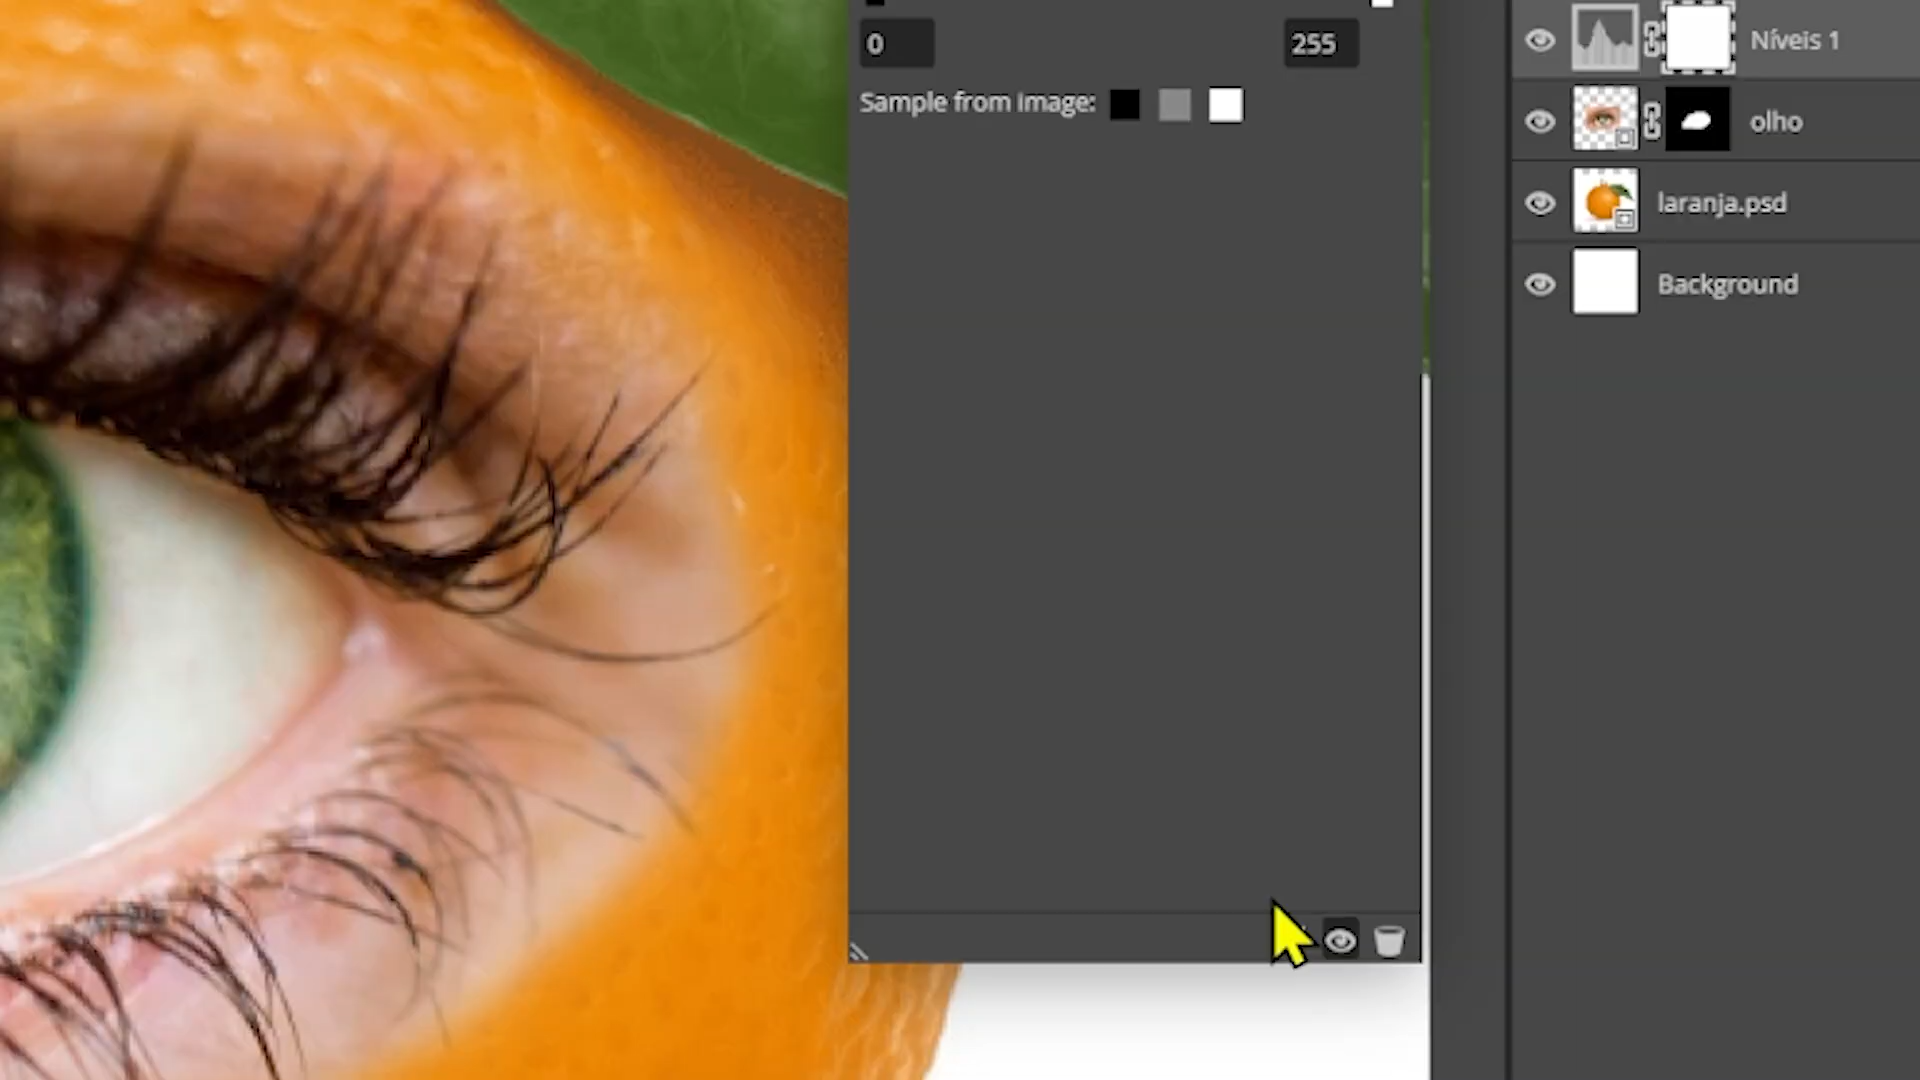 0
255
Sample from image:
Níveis 1
olho
laranja.psd
Background